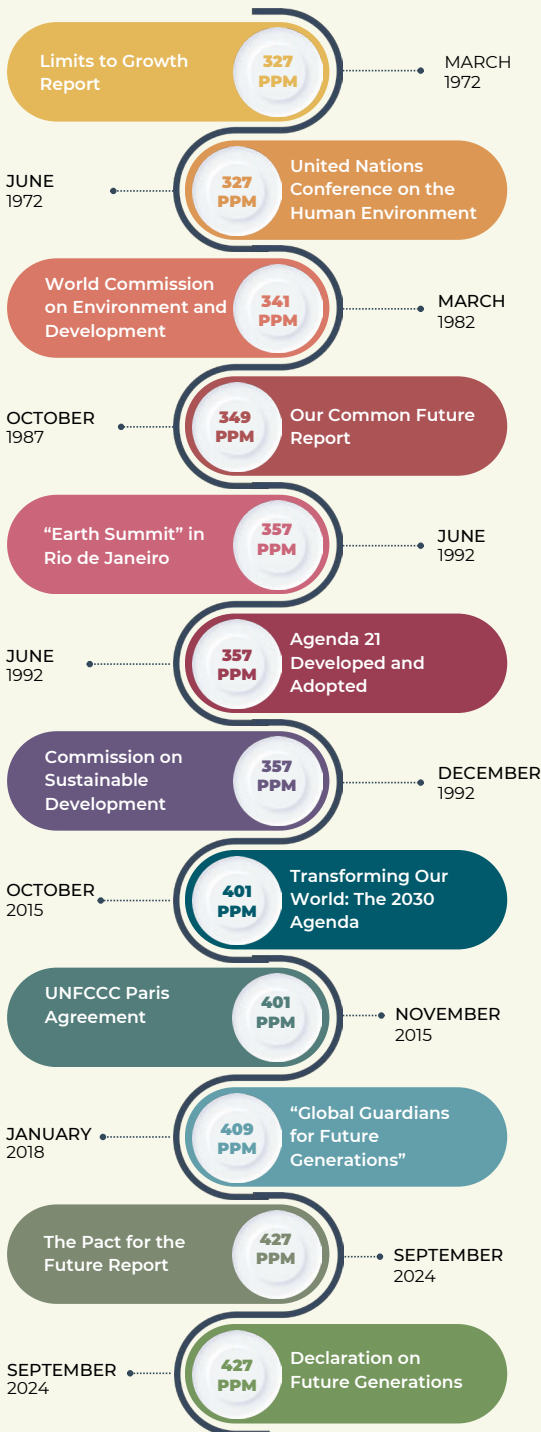 Limits to Growth
Report
327
PPM
MARCH
1972
JUNE
1972
327
PPM
United Nations
Conference on the
Human Environment
World Commission
on Environment and
Development
341
PPM
MARCH
1982
OCTOBER
1987
349
PPM
Our Common Future
Report
“Earth Summit” in
Rio de Janeiro
357
PPM
JUNE
1992
JUNE
1992
357
PPM
Agenda 21
Developed and
Adopted
Commission on
Sustainable
Development
357
PPM
DECEMBER
1992
OCTOBER
2015
401
PPM
Transforming Our
World: The 2030
Agenda
UNFCCC Paris
Agreement
401
PPM
NOVEMBER
2015
JANUARY
2018
409
PPM
“Global Guardians
for Future
Generations”
The Pact for the
Future Report
427
PPM
SEPTEMBER
2024
SEPTEMBER
2024
427
PPM
Declaration on
Future Generations